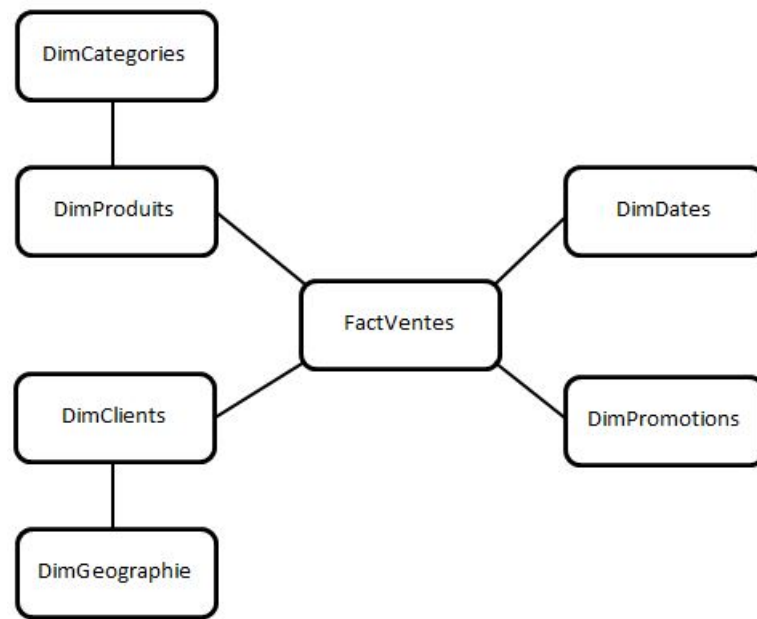 DimCategories
DimProduits
DimDates
FactVentes
DimClients
DimPromotions
DimGeographie